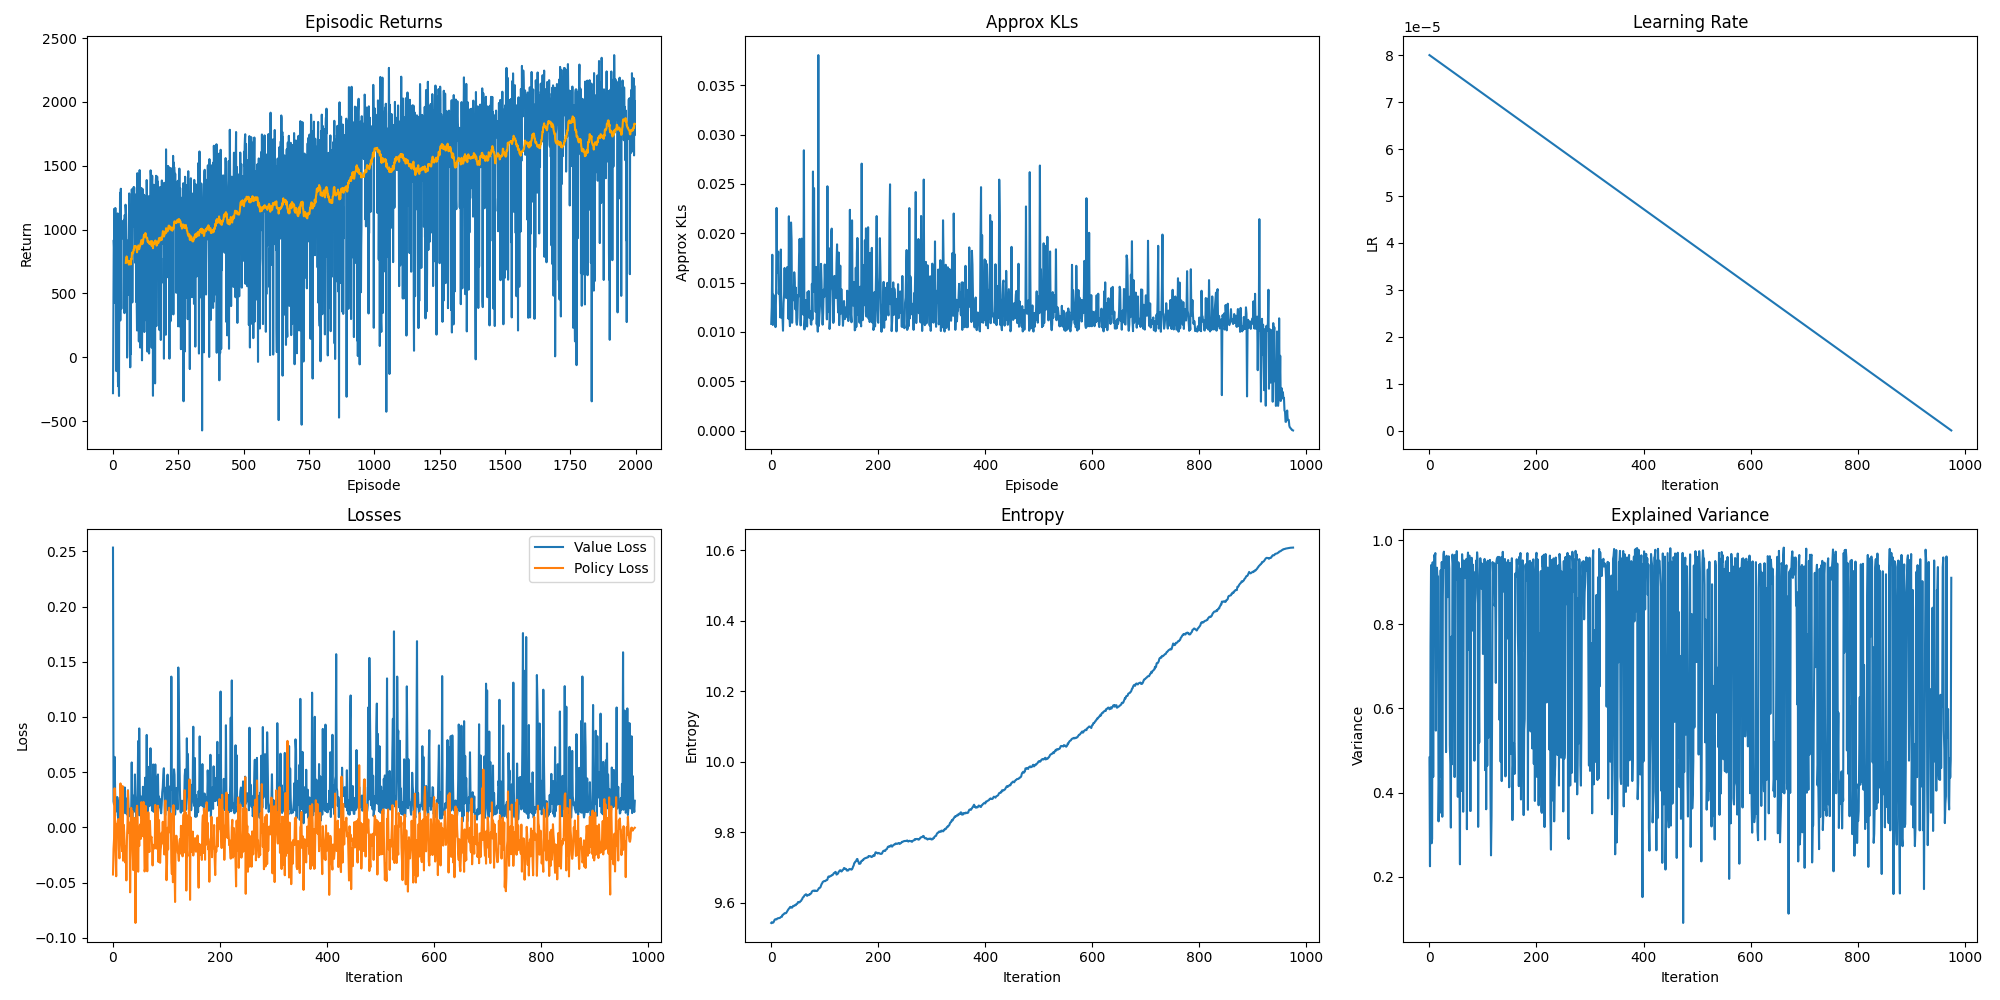 Episodic Returns
2500
2000
1500
1000
500
0
−500
0 250 500 750 1000 1250 1500 1750 2000
Return
Episode
Approx KLs
0.035
0.030
0.025
0.020
0.015
0.010
0.005
0.000
0 200 400 600 800 1000
Approx KLs
Episode
Learning Rate
1e−5
8
7
6
5
4
3
2
1
0
0 200 400 600 800 1000
LR
Iteration
Losses
Value Loss
Policy Loss
0.25
0.20
0.15
0.10
0.05
0.00
−0.05
−0.10
0 200 400 600 800 1000
Loss
Iteration
Entropy
10.6
10.4
10.2
10.0
9.8
9.6
0 200 400 600 800 1000
Entropy
Iteration
Explained Variance
1.0
0.8
0.6
0.4
0.2
0 200 400 600 800 1000
Variance
Iteration